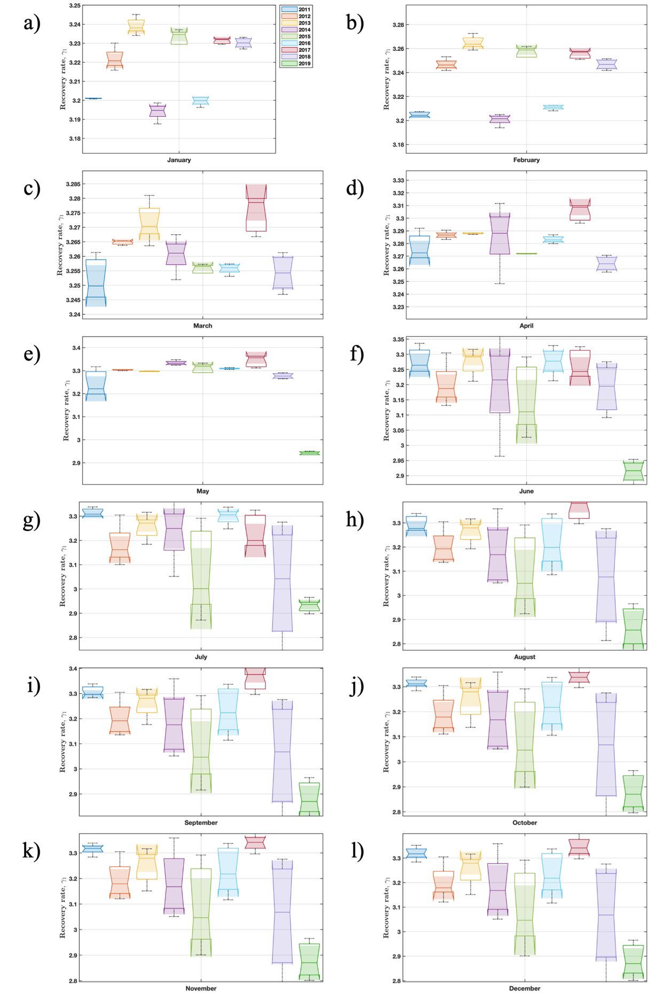 a)
3.25
3.24
3.23
3.22
3.21
3.2
3.19
3.18
Recovery rate, γ₁
January
2011
2012
2013
2014
2015
2016
2017
2018
2019
b)
3.28
3.26
3.24
3.22
3.2
3.18
Recovery rate, γ₁
February
c)
3.285
3.28
3.275
3.27
3.265
3.26
3.255
3.25
3.245
3.24
Recovery rate, γ₁
March
d)
3.33
3.32
3.31
3.3
3.29
3.28
3.27
3.26
3.25
3.24
3.23
Recovery rate, γ₁
April
e)
3.4
3.3
3.2
3.1
3
2.9
Recovery rate, γ₁
May
f)
3.35
3.3
3.25
3.2
3.15
3.1
3.05
3
2.95
2.9
Recovery rate, γ₁
June
g)
3.3
3.2
3.1
3
2.9
2.8
Recovery rate, γ₁
July
h)
3.3
3.2
3.1
3
2.9
2.8
Recovery rate, γ₁
August
i)
3.4
3.3
3.2
3.1
3
2.9
Recovery rate, γ₁
September
j)
3.3
3.2
3.1
3
2.9
2.8
Recovery rate, γ₁
October
k)
3.3
3.2
3.1
3
2.9
2.8
Recovery rate, γ₁
November
l)
3.3
3.2
3.1
3
2.9
2.8
Recovery rate, γ₁
December